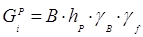 G_i^P = B · h_P · γ_B · γ_f